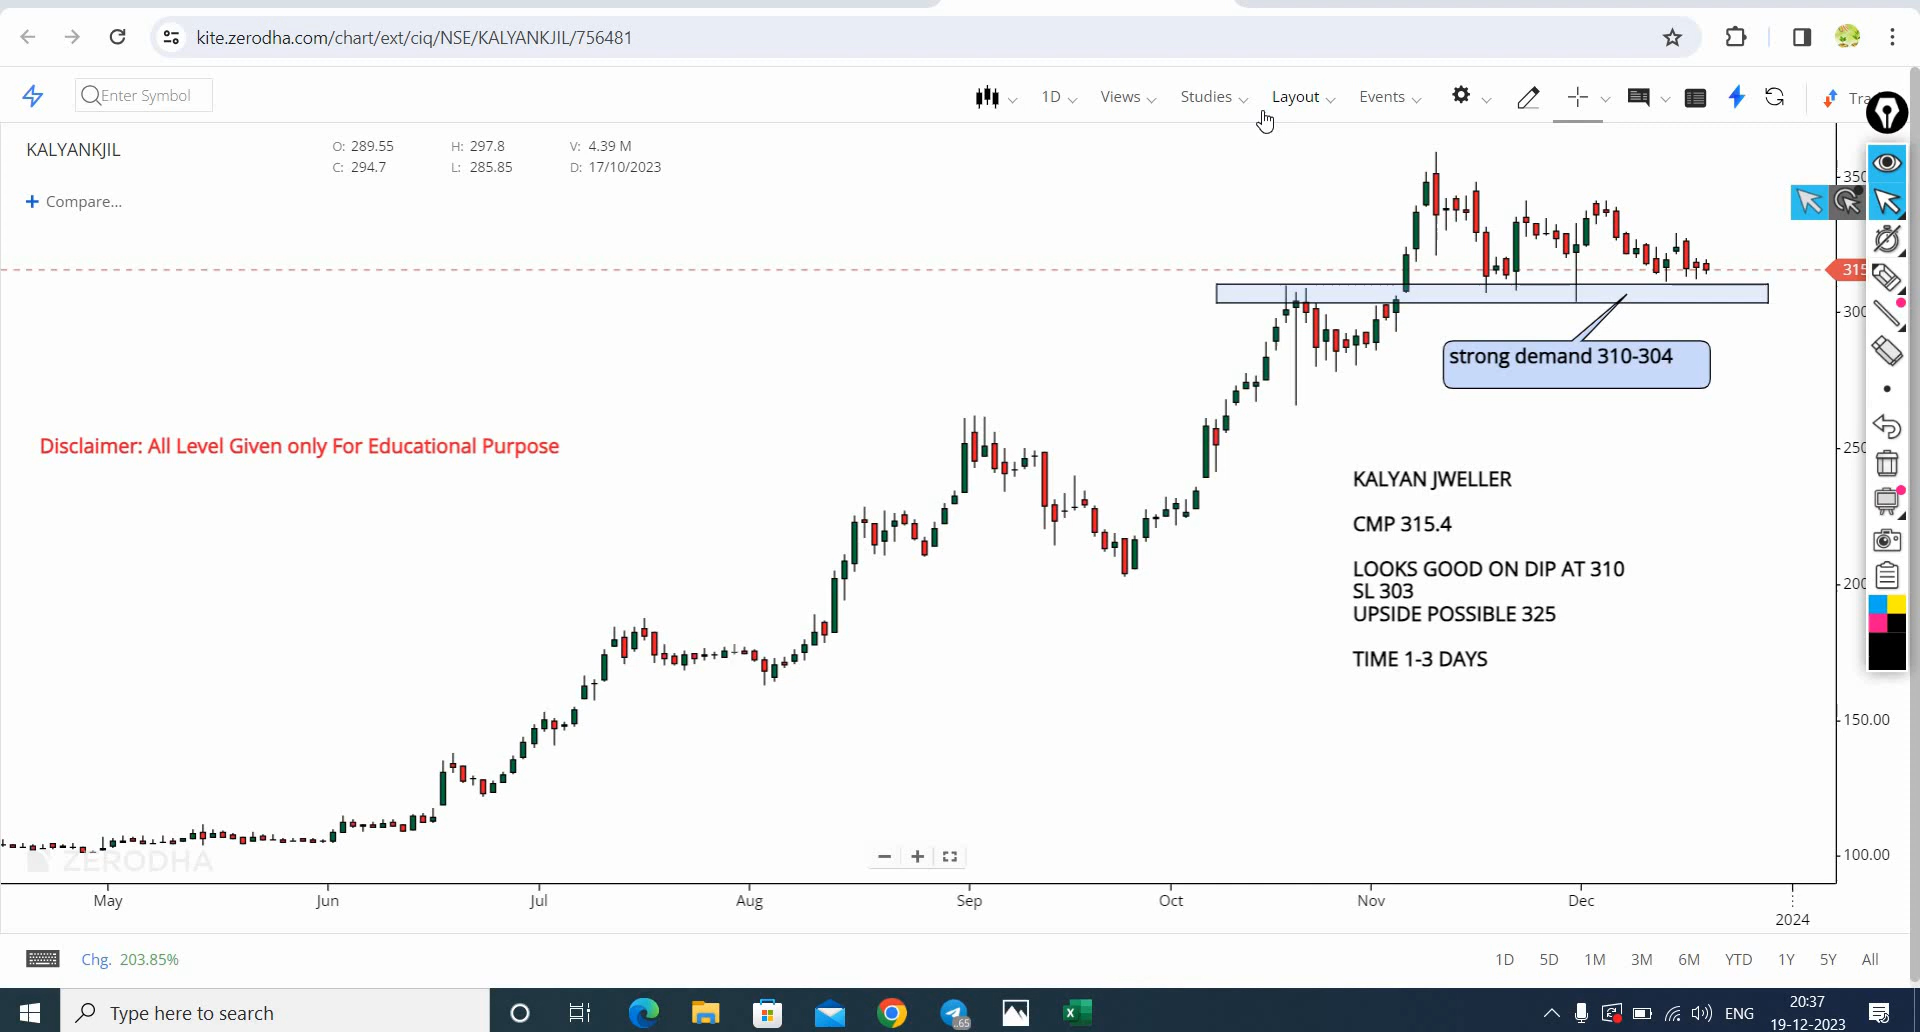 kite.zerodha.com/chart/ext/ciq/NSE/KALYANKJIL/756481
Enter Symbol
1D
Views
Studies
Layout
Events
KALYANKJIL
O: 289.55 H: 297.8 V: 4.39 M
C: 294.7 L: 285.85 D: 17/10/2023
+ Compare...
strong demand 310-304
Disclaimer: All Level Given only For Educational Purpose
KALYAN JWELLER
CMP 315.4
LOOKS GOOD ON DIP AT 310
SL 303
UPSIDE POSSIBLE 325
TIME 1-3 DAYS
150.00
100.00
ZERODHA
May Jun Jul Aug Sep Oct Nov Dec
2024
Chg. 203.85%
1D 5D 1M 3M 6M YTD 1Y 5Y All
Type here to search
65
ENG
20:37
19-12-2023